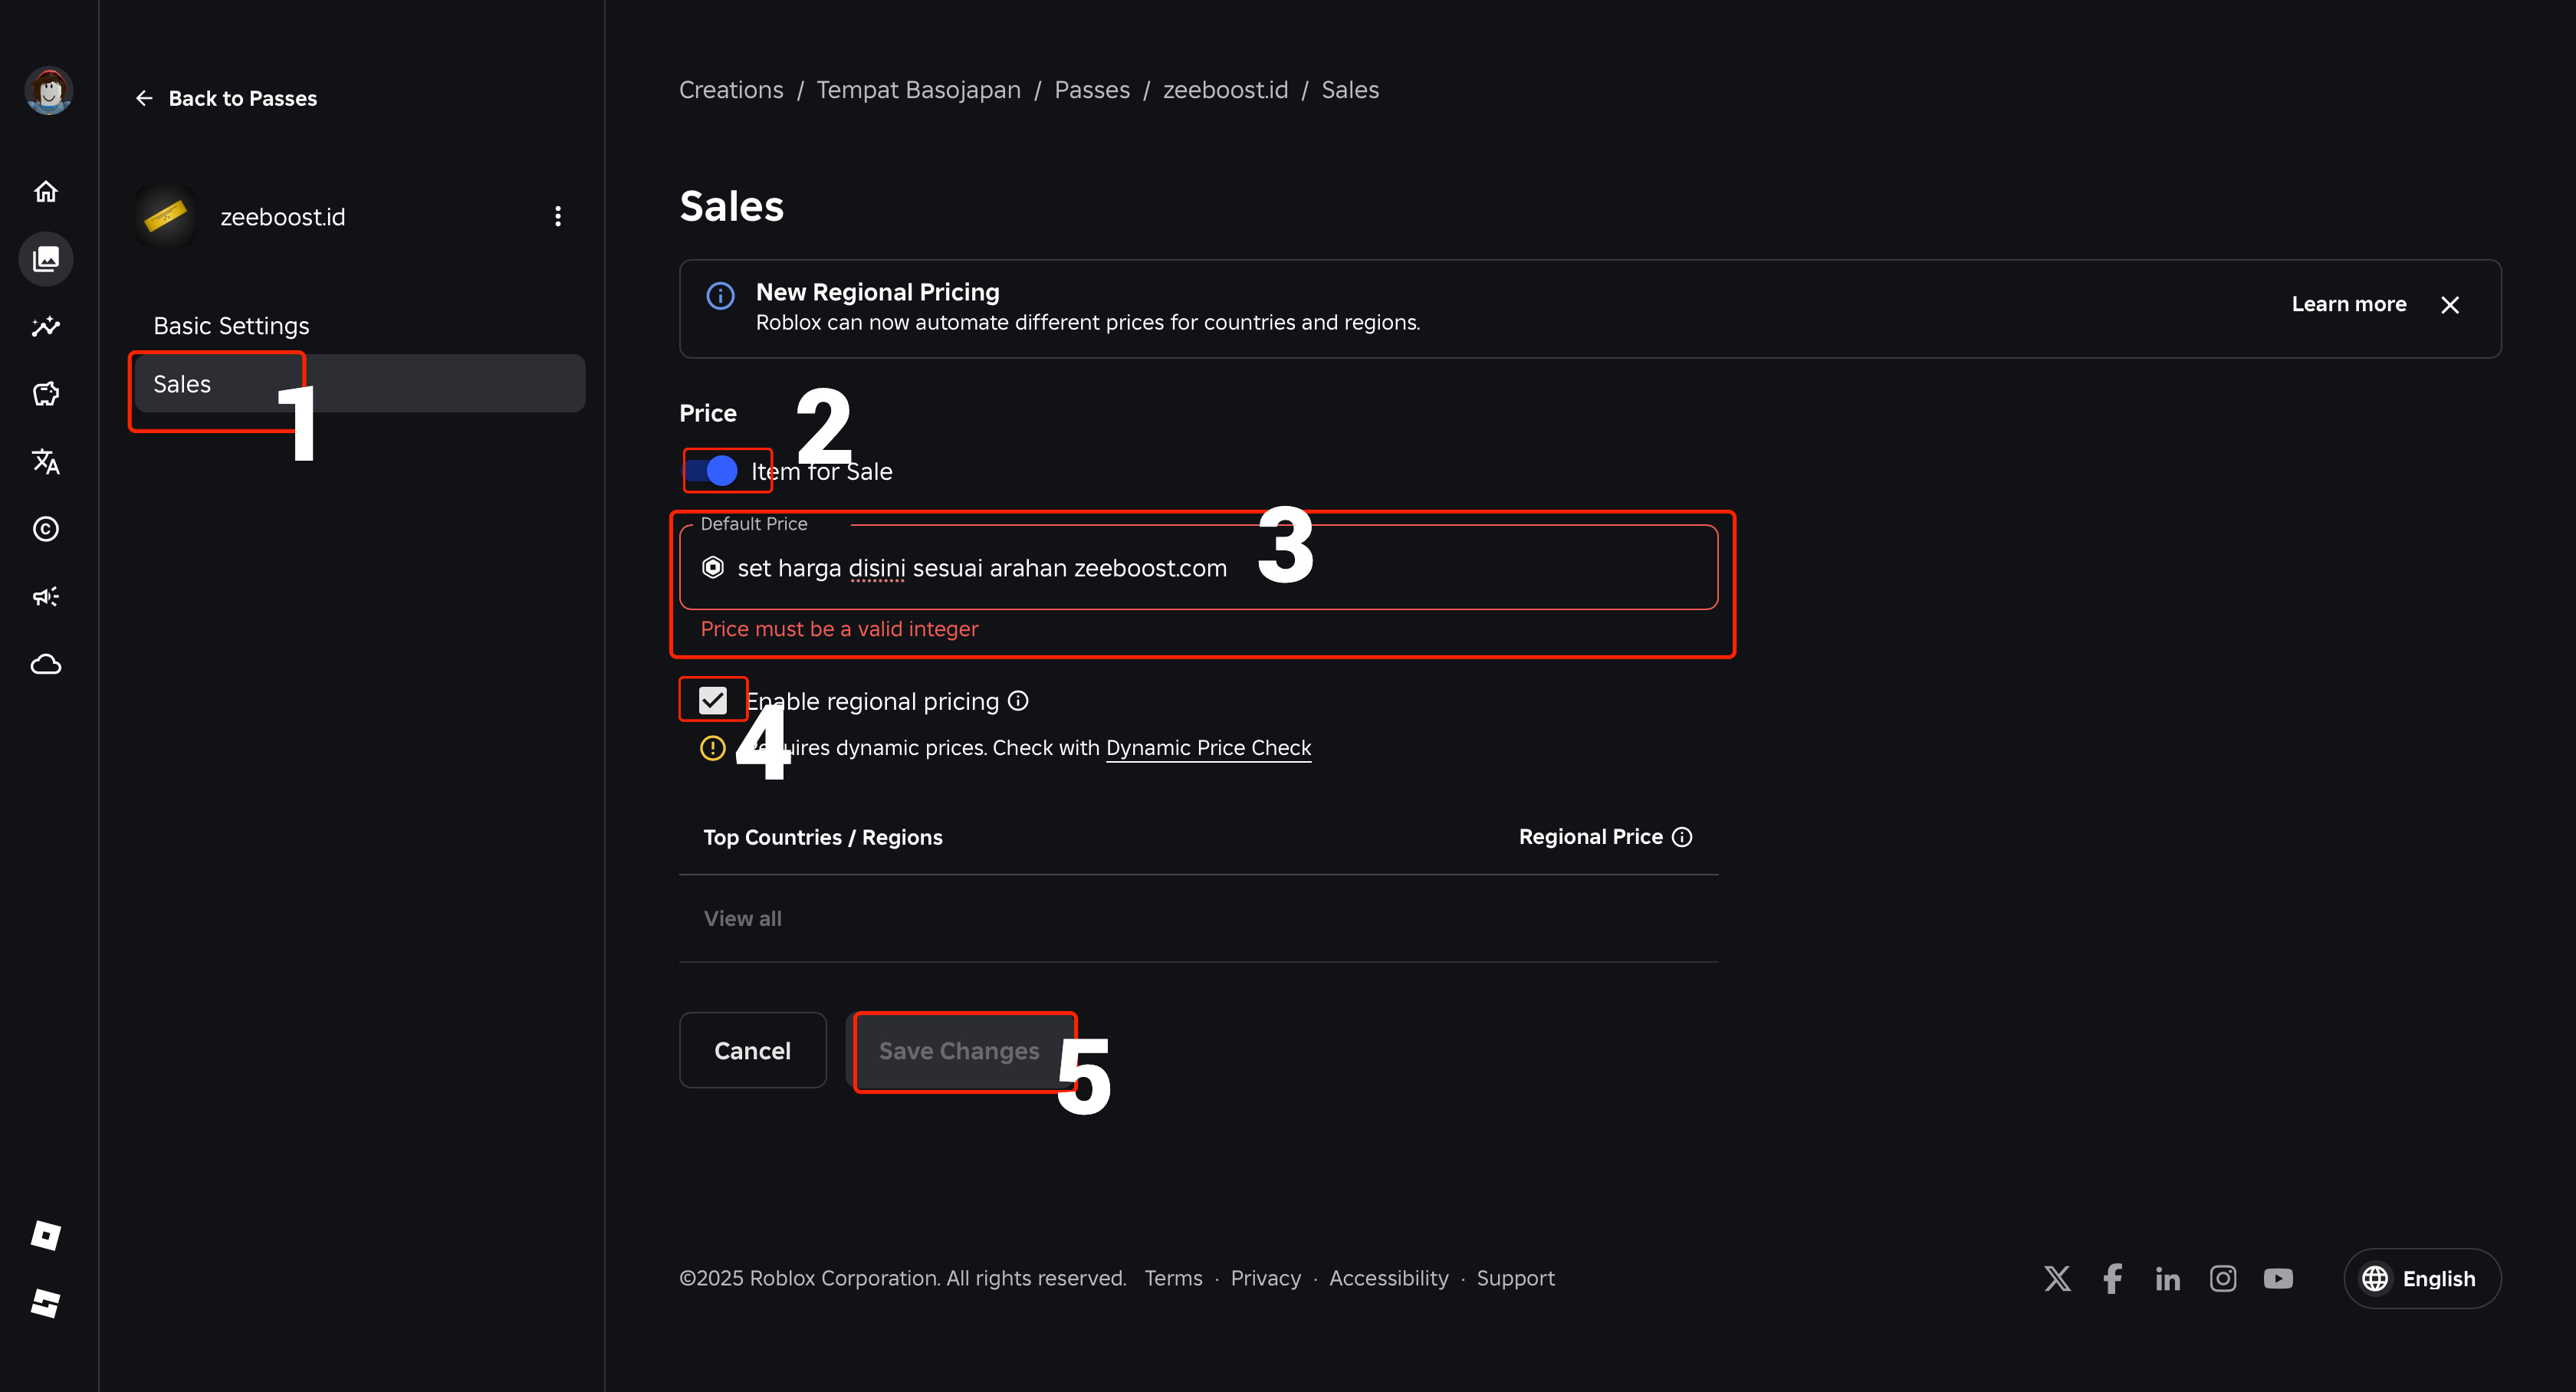 Back to Passes
zeeboost.id
Basic Settings
Sales
1
Creations / Tempat Basojapan / Passes / zeeboost.id / Sales
Sales
New Regional Pricing
Roblox can now automate different prices for countries and regions.
Learn more
Price
2
Item for Sale
Default Price
set harga disini sesuai arahan zeeboost.com
3
Price must be a valid integer
Enable regional pricing
4
dynamic prices. Check with Dynamic Price Check
Top Countries / Regions
Regional Price
View all
Cancel
Save Changes
5
©2025 Roblox Corporation. All rights reserved. Terms · Privacy · Accessibility · Support
English